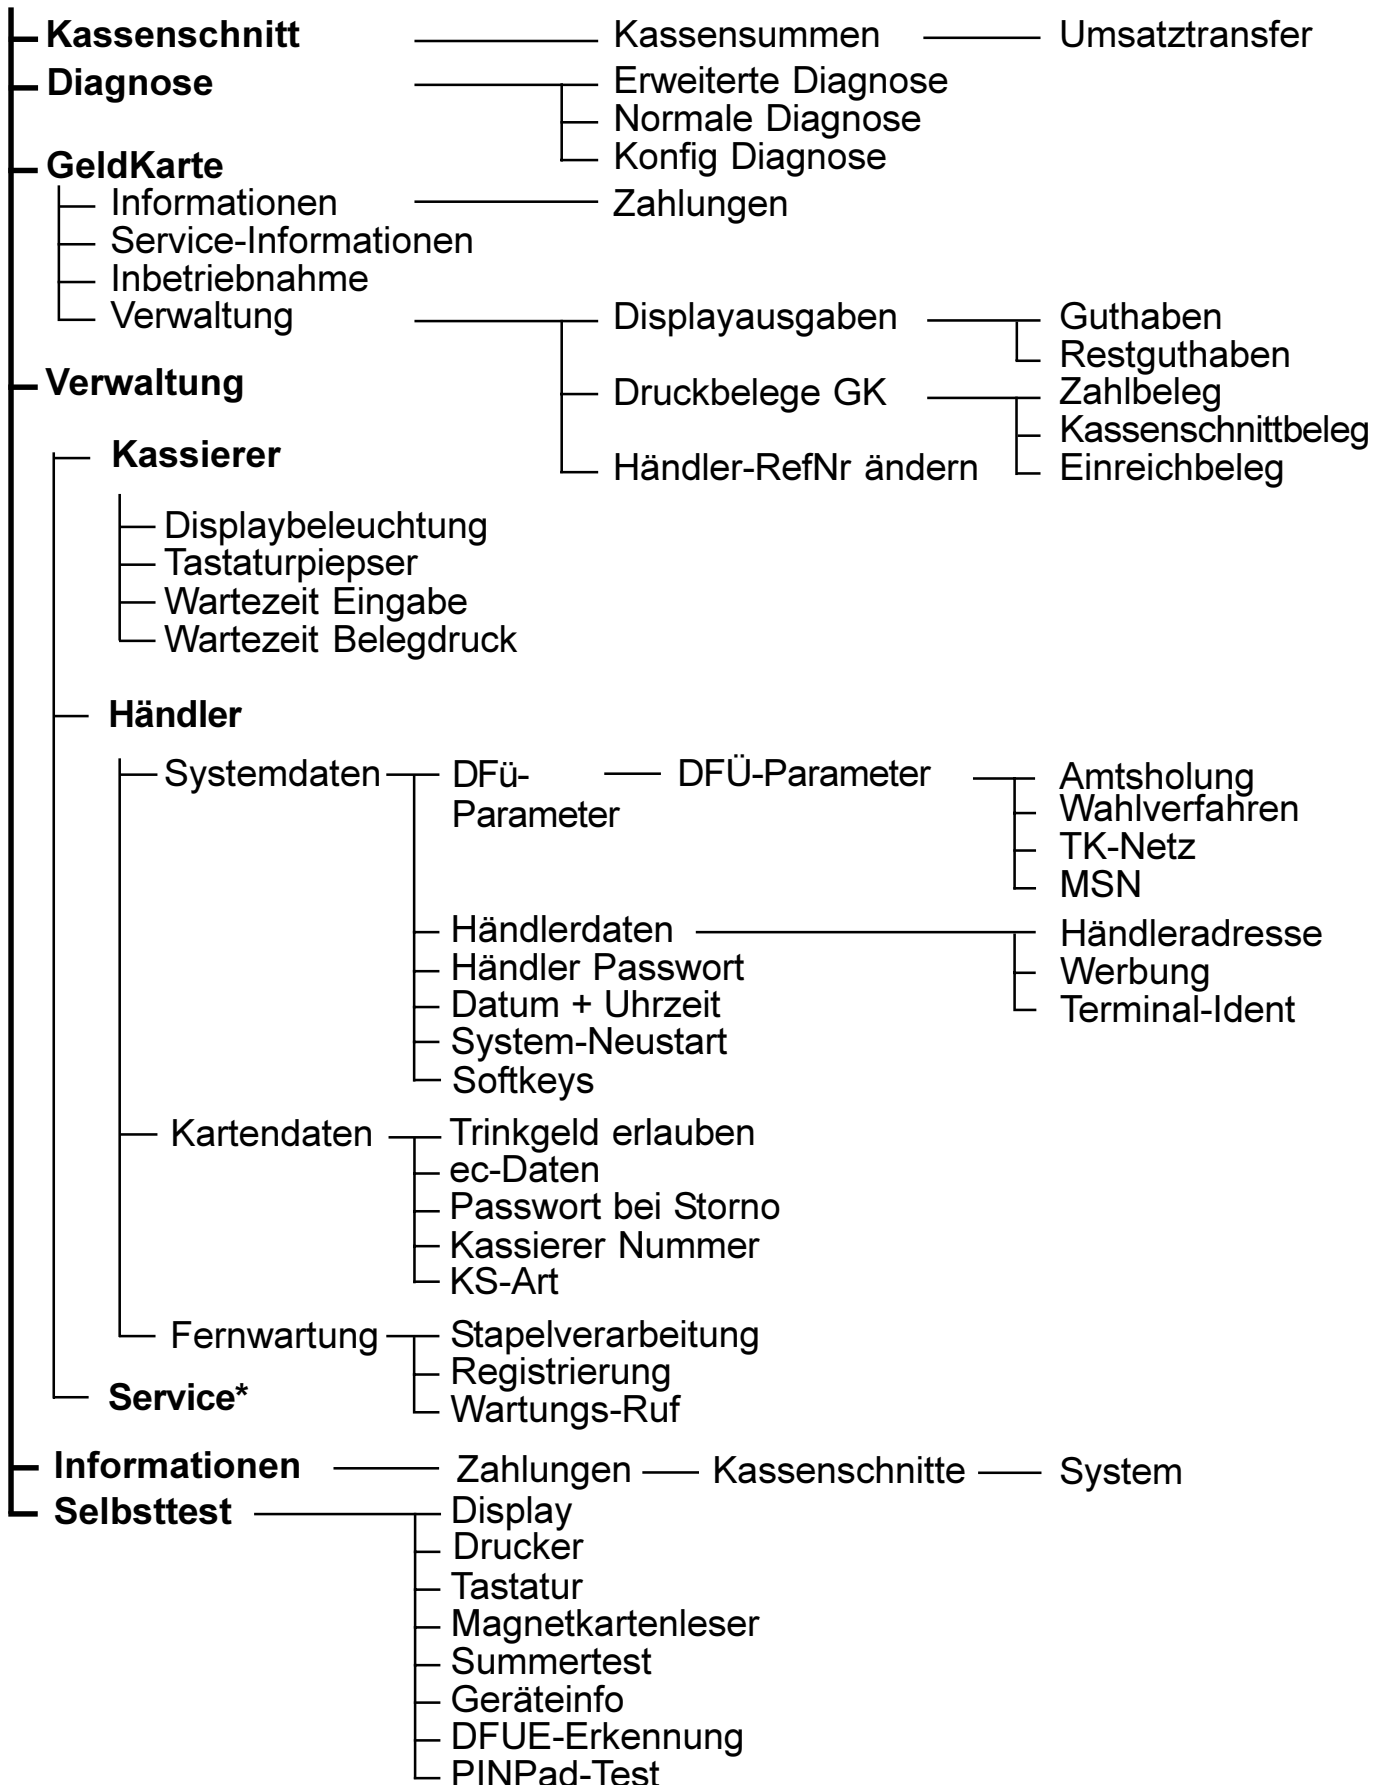 Kassenschnitt Kassensummen Umsatztransfer
Diagnose Erweiterte Diagnose
Normale Diagnose
Konfig Diagnose
GeldKarte
Informationen Zahlungen
Service-Informationen
Inbetriebnahme
Verwaltung Displayausgaben Guthaben
Restguthaben
Verwaltung Druckbelege GK Zahlbeleg
Kassenschnittbeleg
Kassierer Händler-RefNr ändern Einreichbeleg
Displaybeleuchtung
Tastaturpiepser
Wartezeit Eingabe
Wartezeit Belegdruck
Händler
Systemdaten DFü- DFÜ-Parameter Amtsholung
Parameter Wahlverfahren
TK-Netz
MSN
Händlerdaten Händleradresse
Händler Passwort Werbung
Datum + Uhrzeit Terminal-Ident
System-Neustart
Softkeys
Kartendaten Trinkgeld erlauben
ec-Daten
Passwort bei Storno
Kassierer Nummer
KS-Art
Fernwartung Stapelverarbeitung
Registrierung
Service* Wartungs-Ruf
Informationen Zahlungen Kassenschnitte System
Selbsttest Display
Drucker
Tastatur
Magnetkartenleser
Summertest
Geräteinfo
DFUE-Erkennung
PINPad-Test